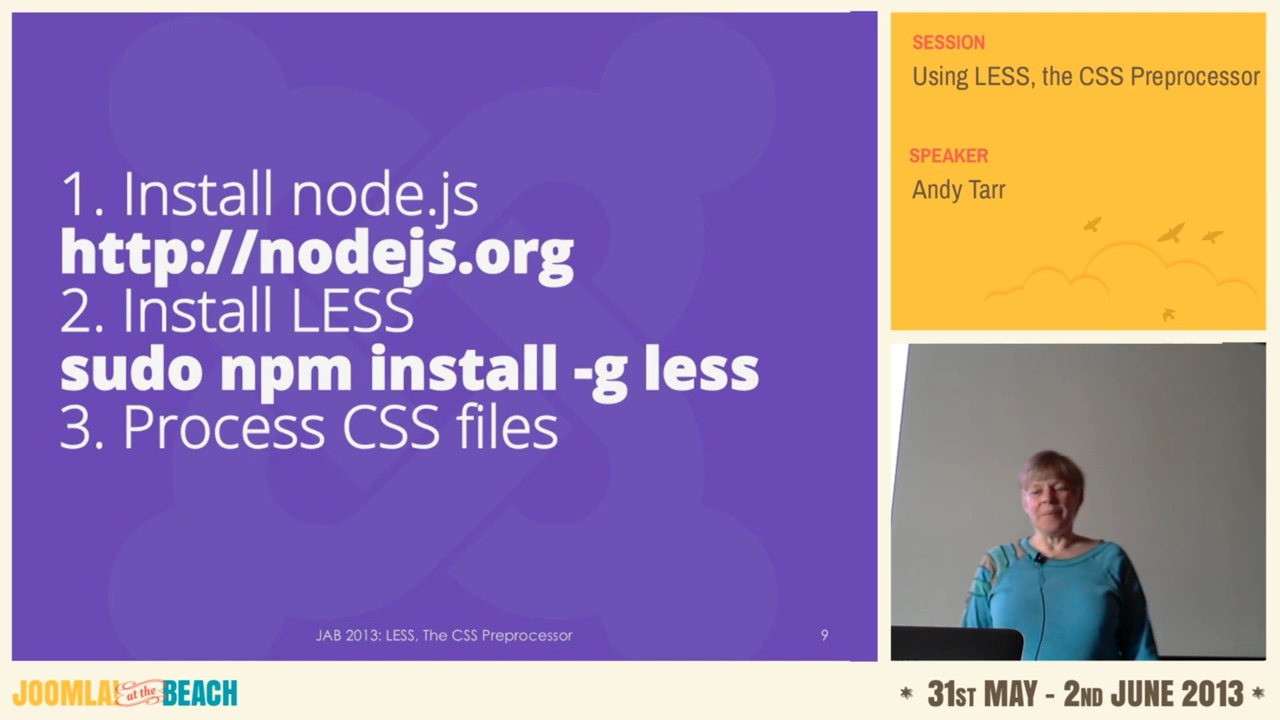 1. Install node.js
http://nodejs.org
2. Install LESS
sudo npm install -g less
3. Process CSS files
JAB 2013: LESS, The CSS Preprocessor
9
SESSION
Using LESS, the CSS Preprocessor
SPEAKER
Andy Tarr
JOOMLA! at the BEACH
* 31ST MAY - 2ND JUNE 2013 *